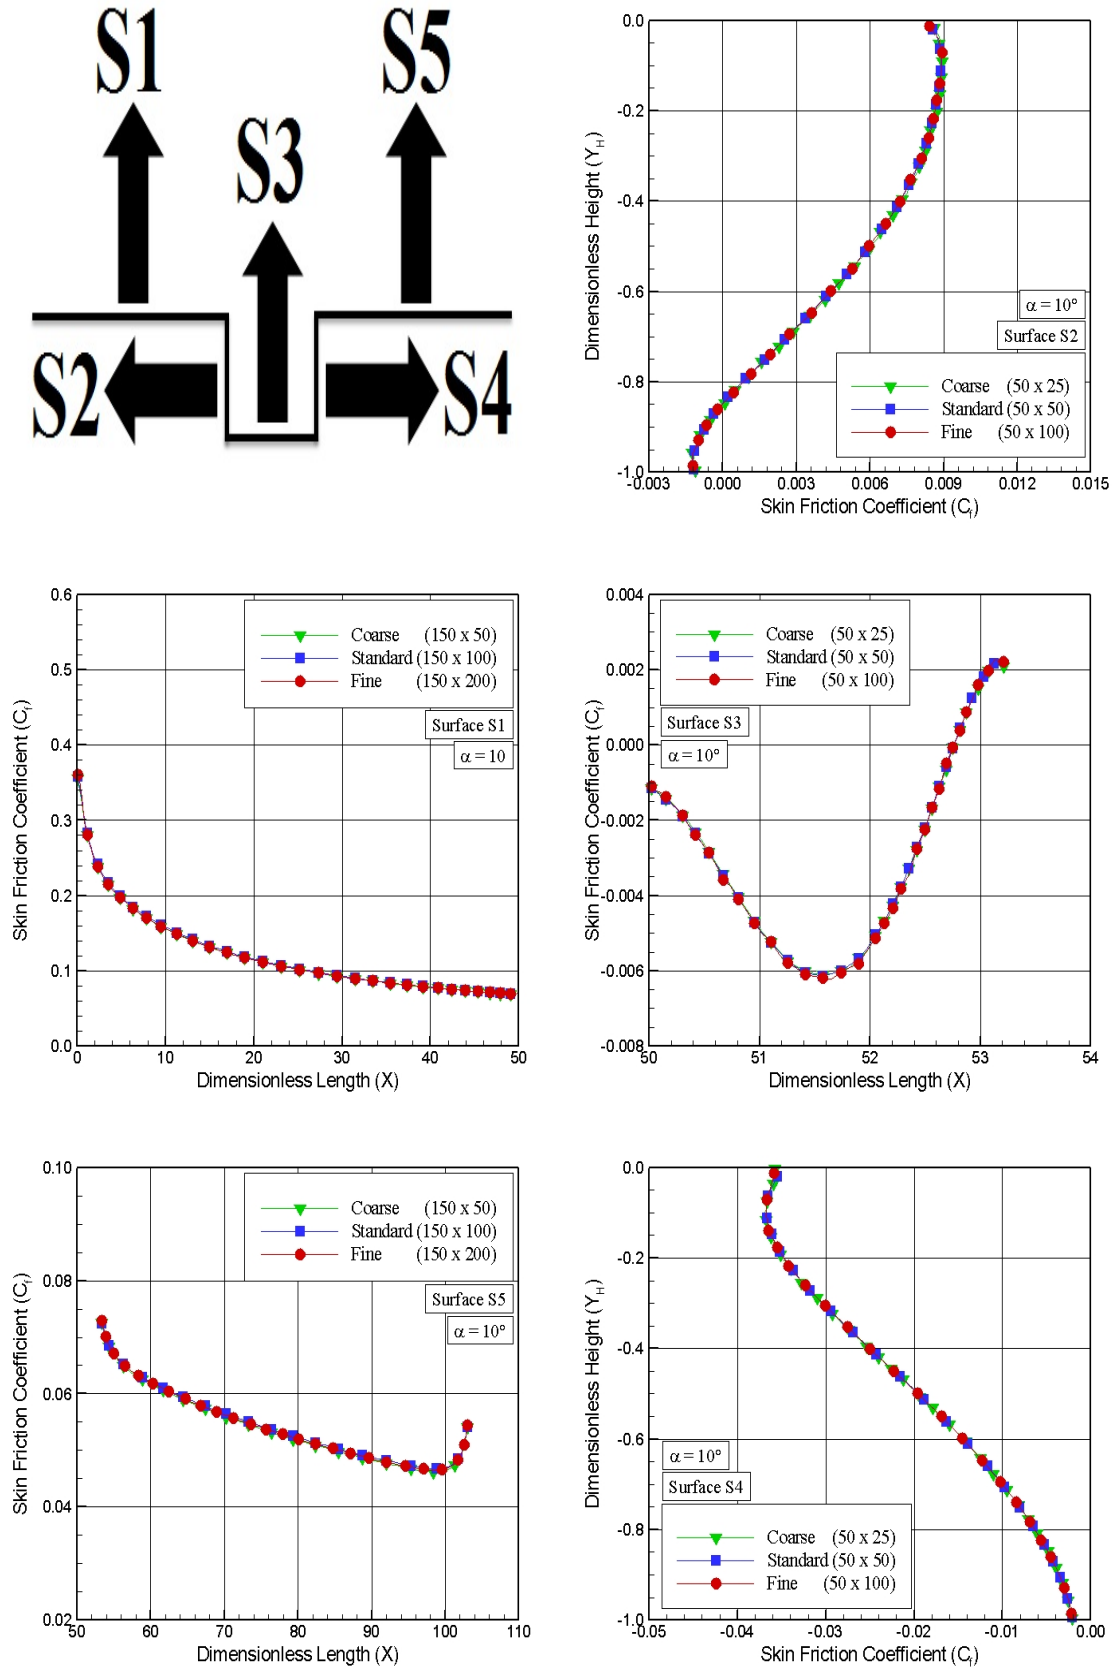 S1
S5
S3
S2
S4
0.0
-0.2
-0.4
-0.6
-0.8
-1.0
Dimensionless Height (Y_H)
α = 10°
Surface S2
Coarse (50 x 25)
Standard (50 x 50)
Fine (50 x 100)
-0.003 0.000 0.003 0.006 0.009 0.012 0.015
Skin Friction Coefficient (C_f)
0.6
0.5
0.4
0.3
0.2
0.1
0.0
Skin Friction Coefficient (C_f)
Coarse (150 x 50)
Standard (150 x 100)
Fine (150 x 200)
Surface S1
α = 10
0 10 20 30 40 50
Dimensionless Length (X)
0.004
0.002
0.000
-0.002
-0.004
-0.006
-0.008
Skin Friction Coefficient (C_f)
Coarse (50 x 25)
Standard (50 x 50)
Fine (50 x 100)
Surface S3
α = 10°
50 51 52 53 54
Dimensionless Length (X)
0.10
0.08
0.06
0.04
0.02
Skin Friction Coefficient (C_f)
Coarse (150 x 50)
Standard (150 x 100)
Fine (150 x 200)
Surface S5
α = 10°
50 60 70 80 90 100 110
Dimensionless Length (X)
0.0
-0.2
-0.4
-0.6
-0.8
-1.0
Dimensionless Height (Y_H)
α = 10°
Surface S4
Coarse (50 x 25)
Standard (50 x 50)
Fine (50 x 100)
-0.05 -0.04 -0.03 -0.02 -0.01 0.00
Skin Friction Coefficient (C_f)